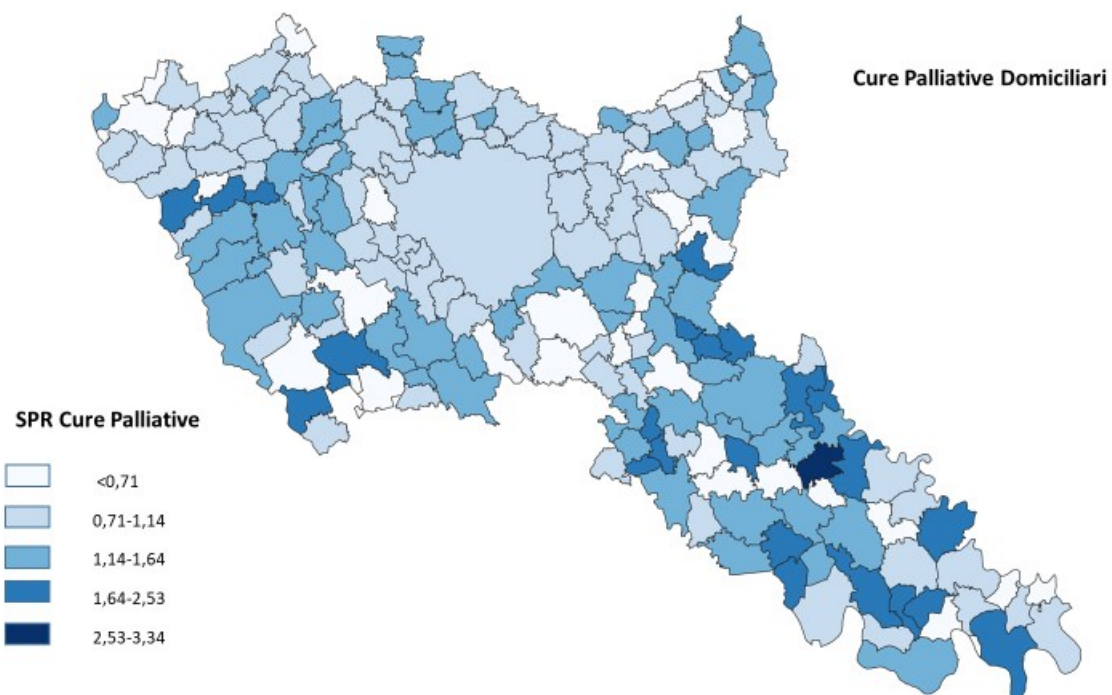 Cure Palliative Domiciliari
SPR Cure Palliative
<0,71
0,71-1,14
1,14-1,64
1,64-2,53
2,53-3,34